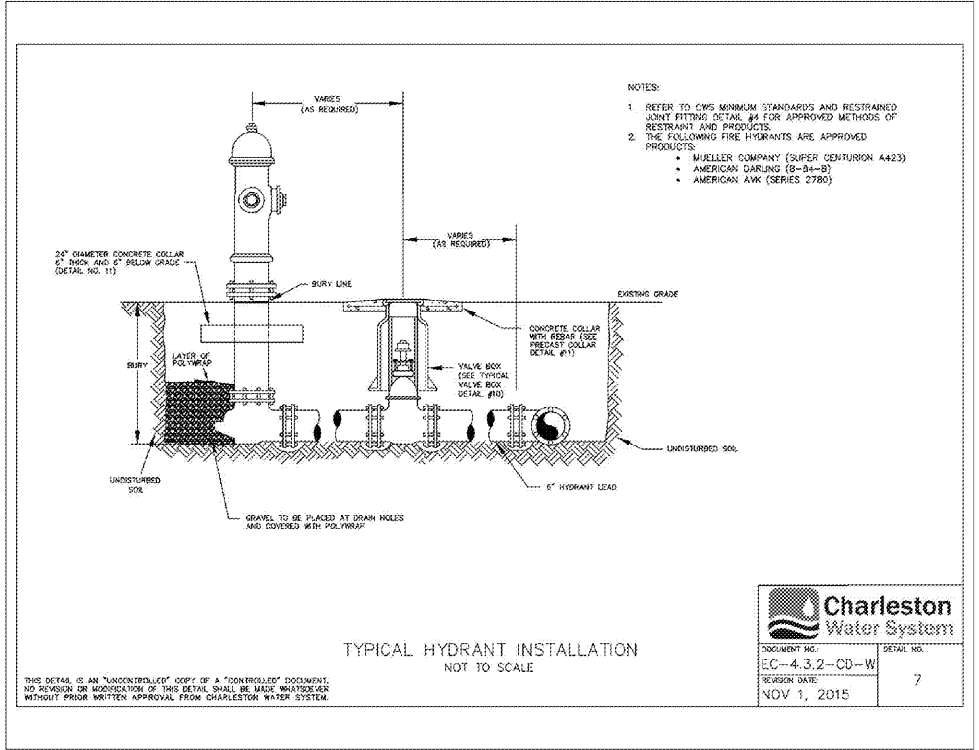 NOTES:
1. REFER TO CWS MINIMUM STANDARDS AND RESTRAINED
JOINT FITTING DETAIL #4 FOR APPROVED METHODS OF
RESTRAINT AND PRODUCTS.
2. THE FOLLOWING FIRE HYDRANTS ARE APPROVED
PRODUCTS:
• MUELLER COMPANY (SUPER CENTURION A423)
• AMERICAN DARLING (B-84-B)
• AMERICAN AVK (SERIES 2780)
VARIES
(AS REQUIRED)
VARIES
(AS REQUIRED)
24" DIAMETER CONCRETE COLLAR
6" THICK AND 6" BELOW GRADE
(DETAIL NO. 11)
BURY LINE
EXISTING GRADE
CONCRETE COLLAR
WITH REBAR (SEE
PRECAST COLLAR
DETAIL #11)
LAYER OF
POLYWRAP
BURY
VALVE BOX
(SEE TYPICAL
VALVE BOX
DETAIL #10)
UNDISTURBED SOIL
UNDISTURBED
SOIL
6" HYDRANT LEAD
GRAVEL TO BE PLACED AT DRAIN HOLES
AND COVERED WITH POLYWRAP
TYPICAL HYDRANT INSTALLATION
NOT TO SCALE
THIS DETAIL IS AN "UNCONTROLLED" COPY OF A "CONTROLLED" DOCUMENT.
NO REVISION OR MODIFICATION OF THIS DETAIL SHALL BE MADE WHATSOEVER
WITHOUT PRIOR WRITTEN APPROVAL FROM CHARLESTON WATER SYSTEM.
Charleston
Water System
DOCUMENT NO.:
EC-4.3.2-CD-W
REVISION DATE:
NOV 1, 2015
DETAIL NO.
7